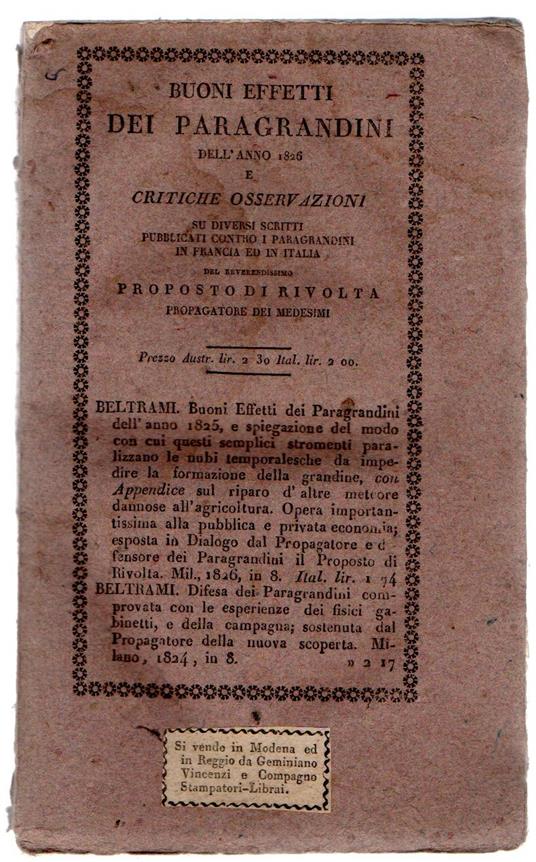 BUONI EFFETTI
DEI PARAGRANDINI
DELL'ANNO 1826
E
CRITICHE OSSERVAZIONI
SU DIVERSI SCRITTI
PUBBLICATI CONTRO I PARAGRANDINI
IN FRANCIA ED IN ITALIA
DEL REVERENDISSIMO
PROPOSTO DI RIVOLTA
PROPAGATORE DEI MEDESIMI
Prezzo Austr. lir. 2 30 Ital. lir. 2 00.
BELTRAMI. Buoni Effetti dei Paragrandini
dell'anno 1825, e spiegazione del modo
con cui questi semplici stromenti para-
lizzano le nubi temporalesche da impe-
dire la formazione della grandine, con
Appendice sul riparo d'altre meteore
dannose all'agricoltura. Opera importan-
tissima alla pubblica e privata economia;
esposta in Dialogo dal Propagatore e d
fensore dei Paragrandini il Proposto di
Rivolta. Mil., 1826, in 8. Ital. lir. 1 74
BELTRAMI. Difesa dei Paragrandini com-
provata con le esperienze dei fisici ga-
binetti, e della campagna; sostenuta dal
Propagatore della nuova scoperta. Mi-
lano, 1824, in 8. » 2 17
Si vende in Modena ed
in Reggio da Geminiano
Vincenzi e Compagno
Stampatori-Librai.